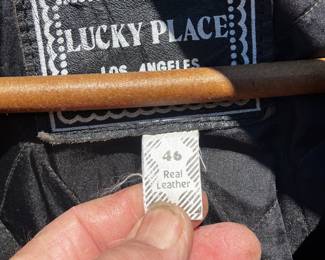 LUCKY PLACE
LOS ANGELES
46
Real
Leather